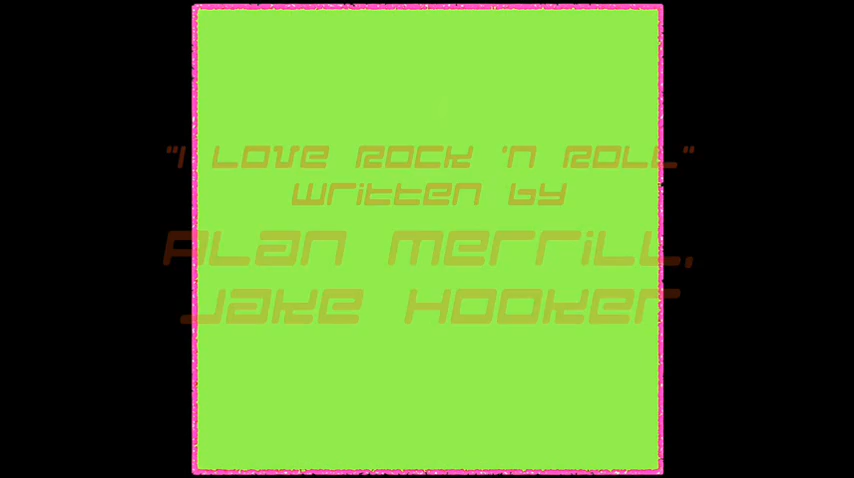 "I Love Rock 'n Roll"
written by
Alan Merrill,
Jake Hooker